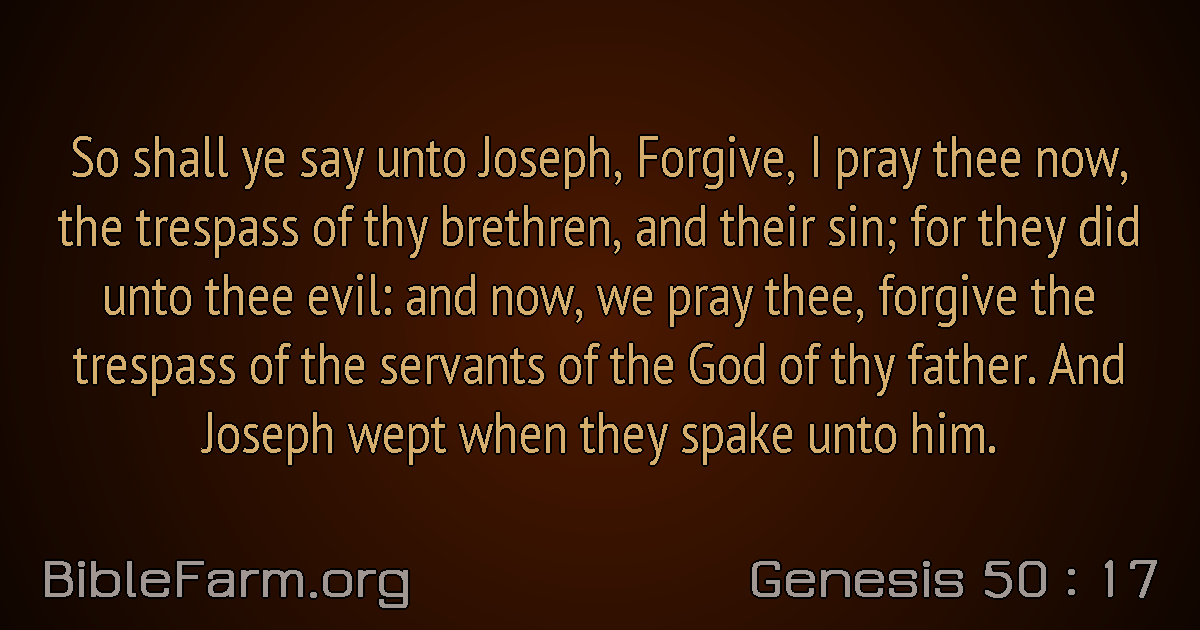 So shall ye say unto Joseph, Forgive, I pray thee now,
the trespass of thy brethren, and their sin; for they did
unto thee evil: and now, we pray thee, forgive the
trespass of the servants of the God of thy father. And
Joseph wept when they spake unto him.
BibleFarm.org
Genesis 50 : 17